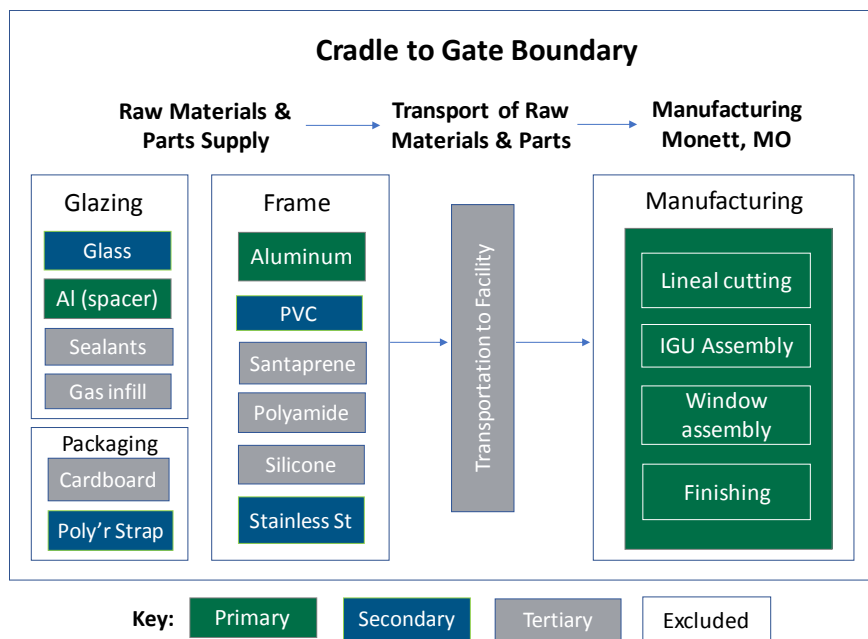 Cradle to Gate Boundary
Raw Materials &
Parts Supply
Transport of Raw
Materials & Parts
Manufacturing
Monett, MO
Glazing
Glass
Al (spacer)
Sealants
Gas infill
Packaging
Cardboard
Poly'r Strap
Frame
Aluminum
PVC
Santaprene
Polyamide
Silicone
Stainless St
Transportation to Facility
Manufacturing
Lineal cutting
IGU Assembly
Window
assembly
Finishing
Key:
Primary
Secondary
Tertiary
Excluded